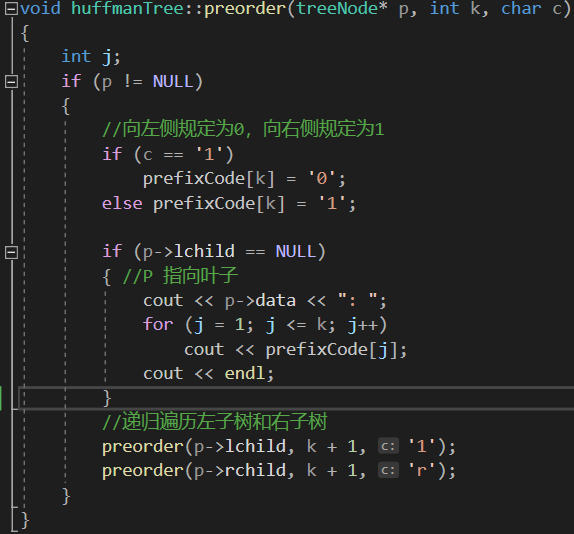 void huffmanTree::preorder(treeNode* p, int k, char c)
{
    int j;
    if (p != NULL)
    {
        //向左侧规定为0，向右侧规定为1
        if (c == '1')
            prefixCode[k] = '0';
        else prefixCode[k] = '1';
        if (p->lchild == NULL)
        { //P 指向叶子
            cout << p->data << ": ";
            for (j = 1; j <= k; j++)
                cout << prefixCode[j];
            cout << endl;
        }
        //递归遍历左子树和右子树
        preorder(p->lchild, k + 1, c: '1');
        preorder(p->rchild, k + 1, c: 'r');
    }
}